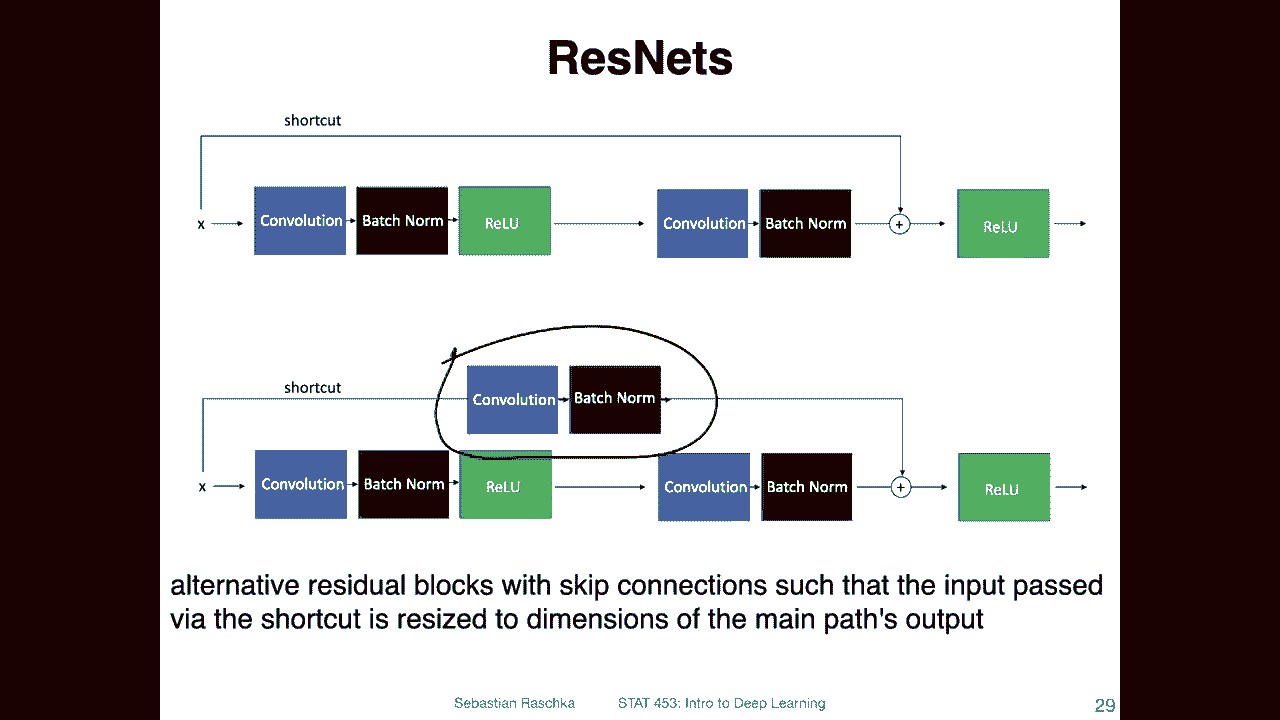 ResNets
shortcut
x Convolution Batch Norm ReLU Convolution Batch Norm + ReLU
shortcut Convolution Batch Norm
x Convolution Batch Norm ReLU Convolution Batch Norm + ReLU
alternative residual blocks with skip connections such that the input passed
via the shortcut is resized to dimensions of the main path's output
Sebastian Raschka STAT 453: Intro to Deep Learning 29